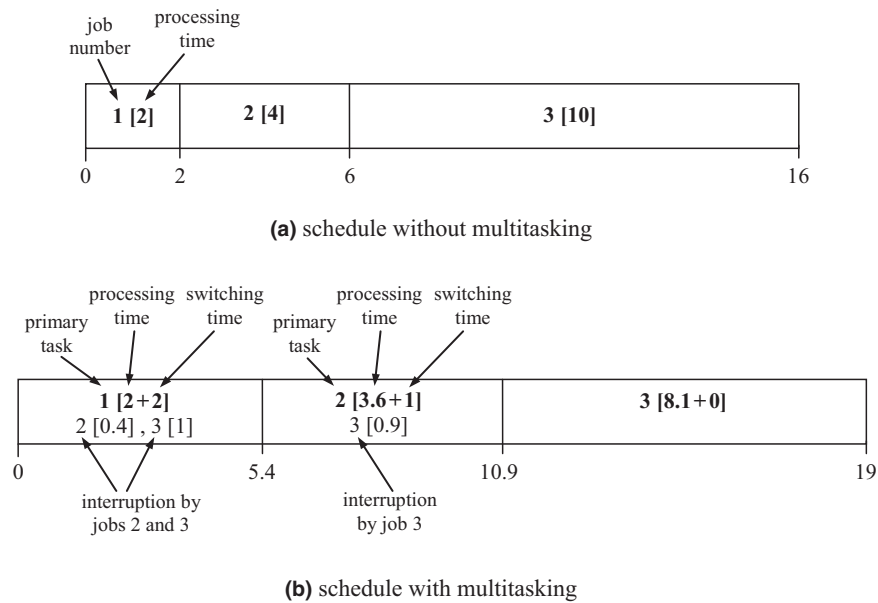 job number
processing time
1 [2]
2 [4]
3 [10]
0
2
6
16
(a) schedule without multitasking
primary task
processing time
switching time
primary task
processing time
switching time
1 [2+2]
2 [0.4] , 3 [1]
2 [3.6+1]
3 [0.9]
3 [8.1+0]
0
5.4
10.9
19
interruption by jobs 2 and 3
interruption by job 3
(b) schedule with multitasking